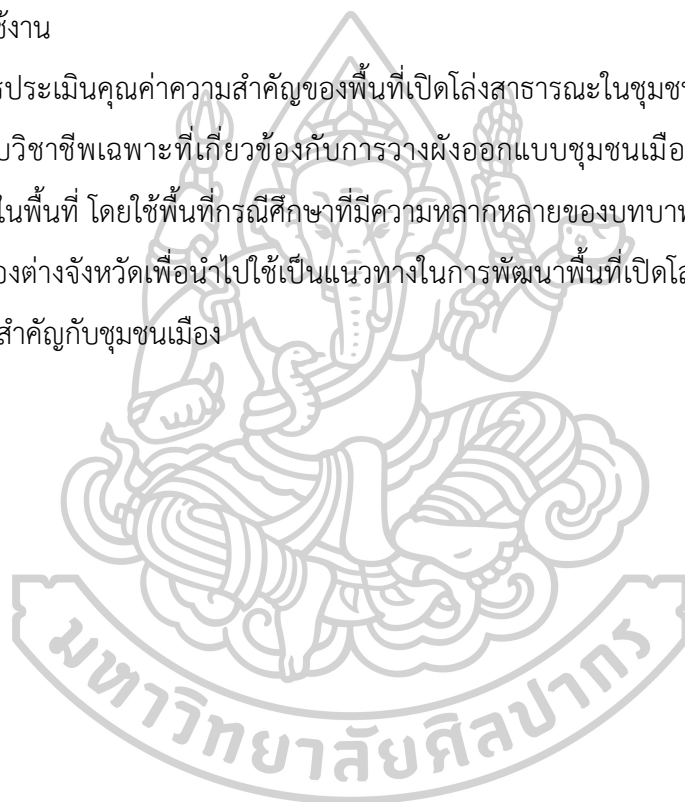 ช้งาน
รประเมินคุณค่าความสำคัญของพื้นที่เปิดโล่งสาธารณะในชุมชน
บวิชาชีพเฉพาะที่เกี่ยวข้องกับการวางผังออกแบบชุมชนเมือ
ในพื้นที่ โดยใช้พื้นที่กรณีศึกษาที่มีความหลากหลายของบทบาท
องต่างจังหวัดเพื่อนำไปใช้เป็นแนวทางในการพัฒนาพื้นที่เปิดโล
สำคัญกับชุมชนเมือง
มหาวิทยาลัยศิลปากร